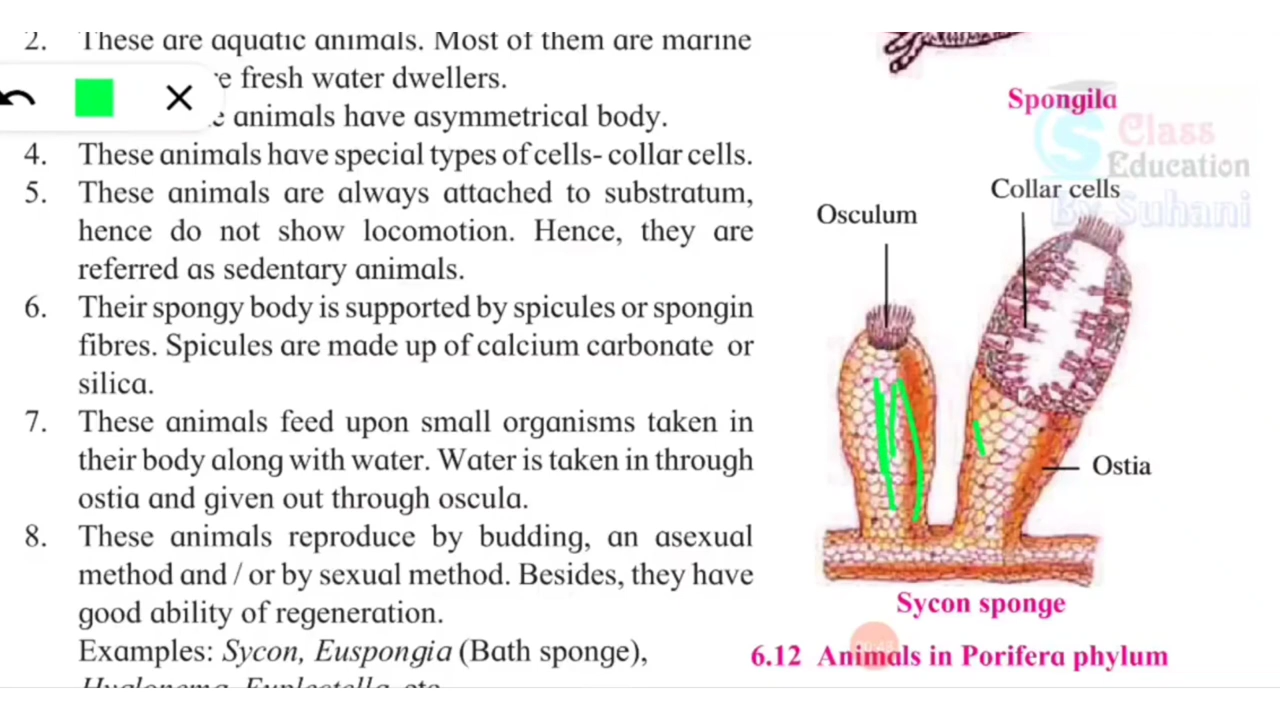 2. These are aquatic animals. Most of them are marine
fresh water dwellers.
animals have asymmetrical body.
4. These animals have special types of cells- collar cells.
5. These animals are always attached to substratum,
hence do not show locomotion. Hence, they are
referred as sedentary animals.
6. Their spongy body is supported by spicules or spongin
fibres. Spicules are made up of calcium carbonate or
silica.
7. These animals feed upon small organisms taken in
their body along with water. Water is taken in through
ostia and given out through oscula.
8. These animals reproduce by budding, an asexual
method and / or by sexual method. Besides, they have
good ability of regeneration.
Examples: Sycon, Euspongia (Bath sponge),
Hyalonema, Euplectella, etc.
Spongila
S Class
Education
By Suhani
Collar cells
Osculum
Ostia
Sycon sponge
6.12 Animals in Porifera phylum